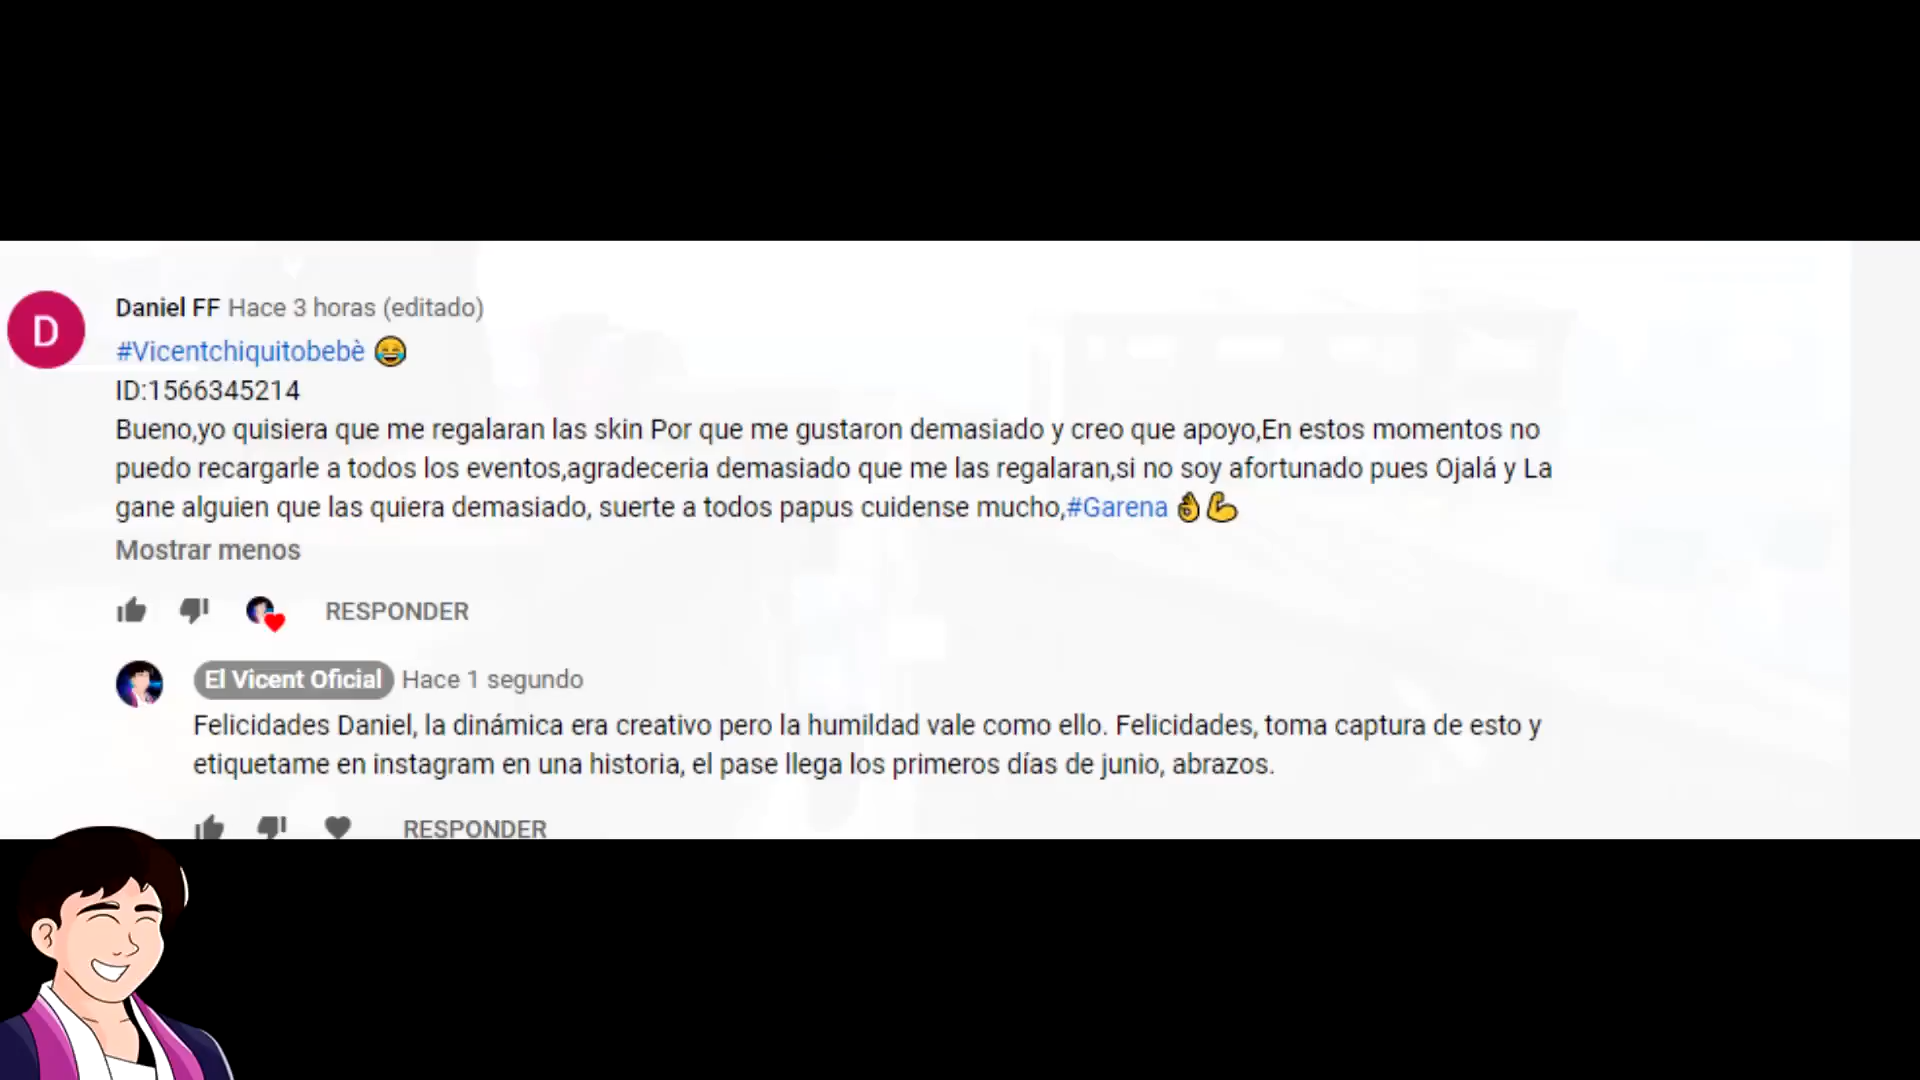 D
Daniel FF Hace 3 horas (editado)
#Vicentchiquitobebè 😂
ID:1566345214
Bueno,yo quisiera que me regalaran las skin Por que me gustaron demasiado y creo que apoyo,En estos momentos no
puedo recargarle a todos los eventos,agradeceria demasiado que me las regalaran,si no soy afortunado pues Ojalá y La
gane alguien que las quiera demasiado, suerte a todos papus cuidense mucho,#Garena 👌💪
Mostrar menos
RESPONDER
El Vicent Oficial Hace 1 segundo
Felicidades Daniel, la dinámica era creativo pero la humildad vale como ello. Felicidades, toma captura de esto y
etiquetame en instagram en una historia, el pase llega los primeros días de junio, abrazos.
RESPONDER